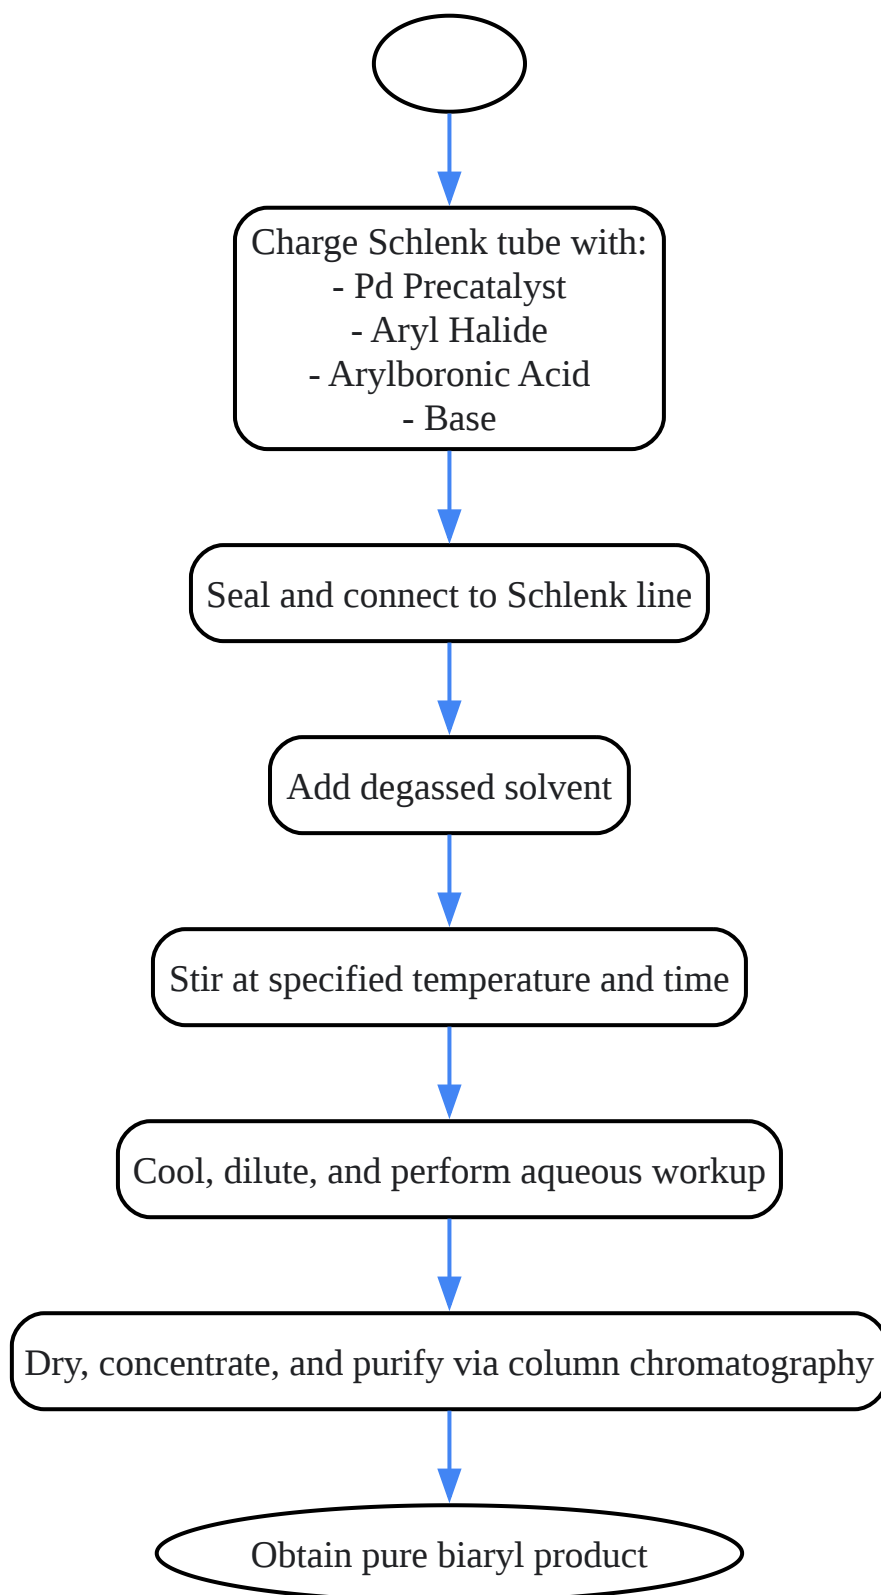 Charge Schlenk tube with:
- Pd Precatalyst
- Aryl Halide
- Arylboronic Acid
- Base
Seal and connect to Schlenk line
Add degassed solvent
Stir at specified temperature and time
Cool, dilute, and perform aqueous workup
Dry, concentrate, and purify via column chromatography
Obtain pure biaryl product